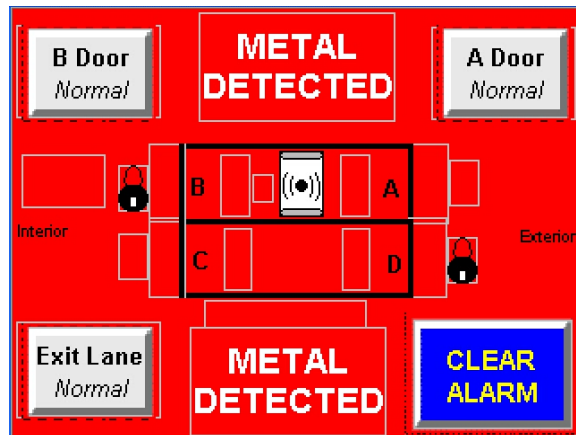 B Door
Normal
METAL
DETECTED
A Door
Normal
B
A
Interior
Exterior
C
D
Exit Lane
Normal
METAL
DETECTED
CLEAR
ALARM